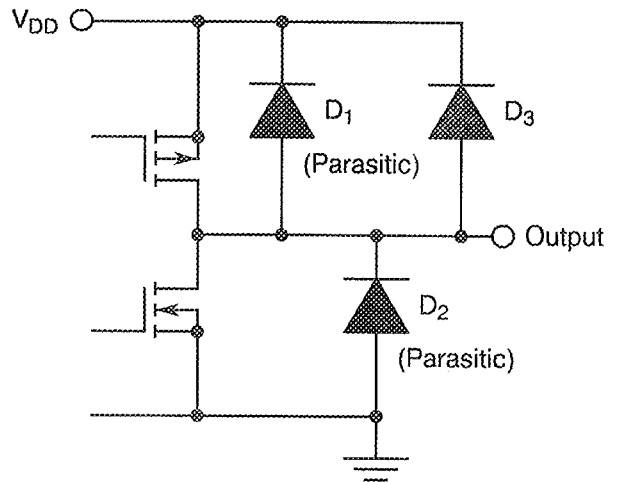 VDD
D1
(Parasitic)
D3
Output
D2
(Parasitic)